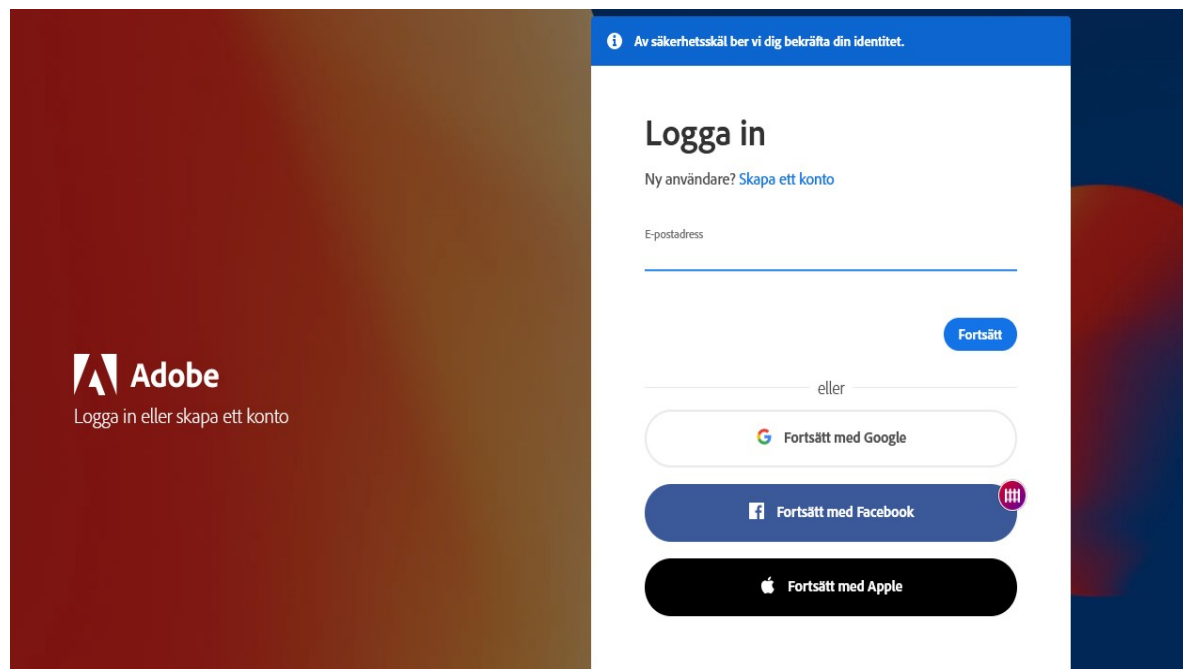 Av säkerhetsskäl ber vi dig bekräfta din identitet.
Logga in
Ny användare? Skapa ett konto
E-postadress
Fortsätt
Adobe
Logga in eller skapa ett konto
eller
Fortsätt med Google
Fortsätt med Facebook
Fortsätt med Apple